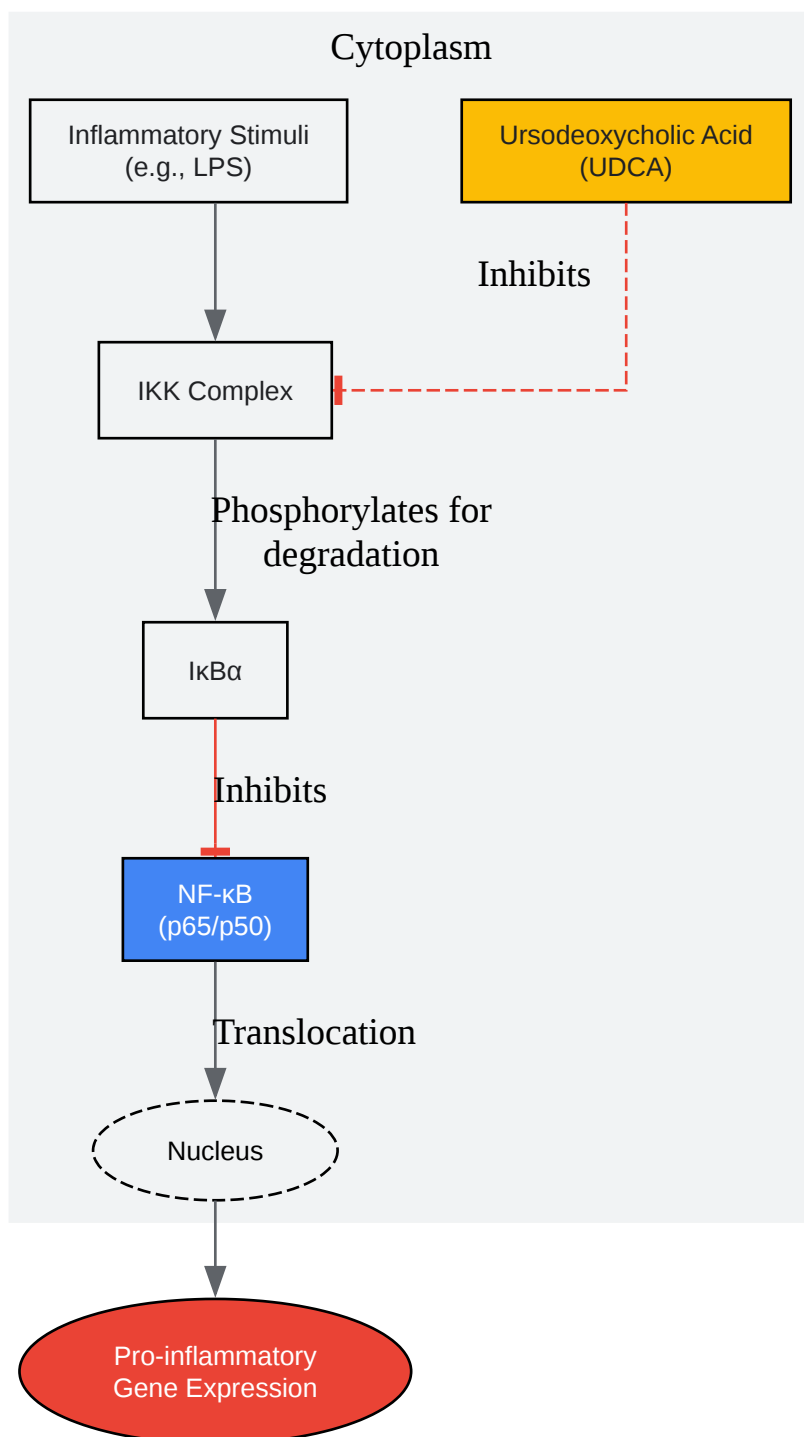 Cytoplasm
Inflammatory Stimuli
(e.g., LPS)
Ursodeoxycholic Acid
(UDCA)
Inhibits
IKK Complex
Phosphorylates for
degradation
IκBα
Inhibits
NF-κB
(p65/p50)
Translocation
Nucleus
Pro-inflammatory
Gene Expression